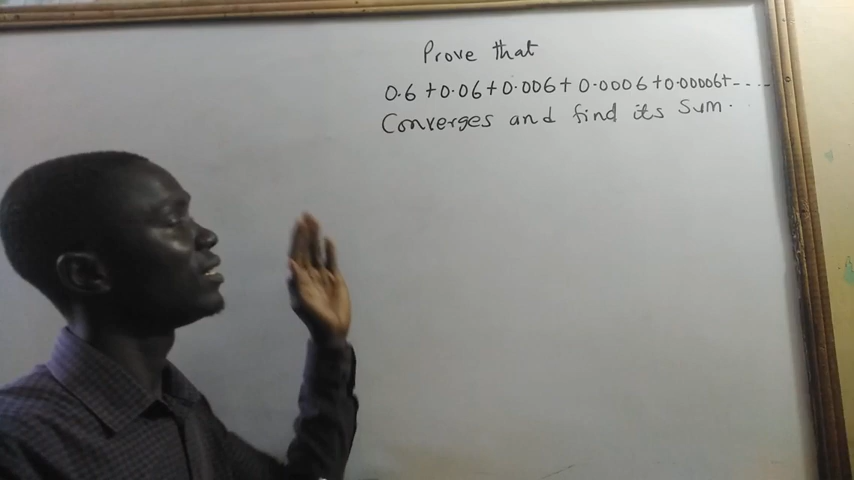 Prove that
0.6 + 0.06 + 0.006 + 0.0006 + 0.00006 + ----
Converges and find its Sum.